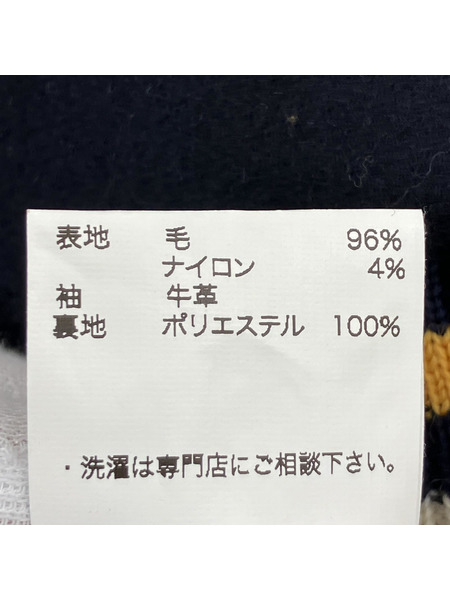 表地 毛 96%
ナイロン 4%
袖 牛革
裏地 ポリエステル 100%
・洗濯は専門店にご相談下さい。